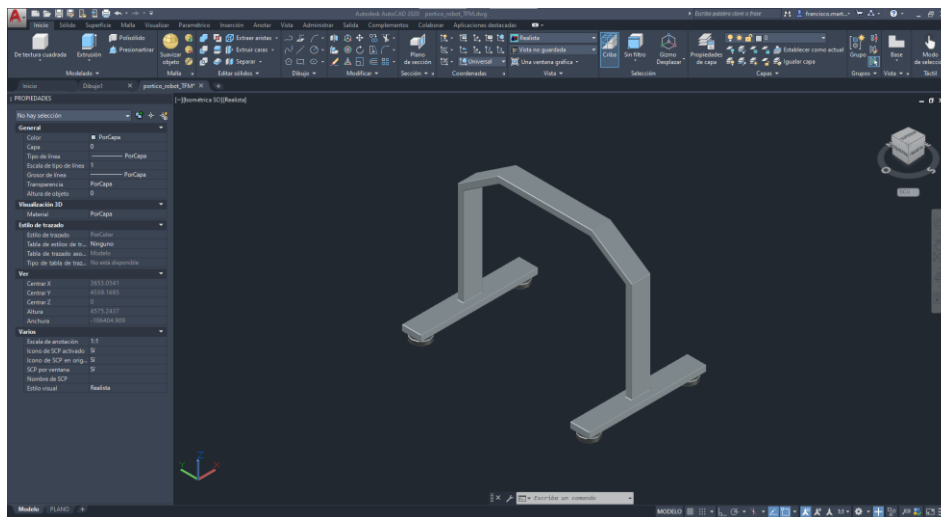 Autodesk AutoCAD 2020 portico_robot_TFM.dwg
Escriba palabra clave o frase
francisco.mart...
Inicio Sólido Superficie Malla Visualizar Paramétrico Inserción Anotar Vista Administrar Salida Complementos Colaborar Aplicaciones destacadas
De textura cuadrada
Extrusión
Polisólido
Presionartirar
Suavizar objeto
Extraer aristas
Extruir caras
Separar
Plano de sección
Realista
Vista no guardada
Universal
Una ventana gráfica
Criba
Sin filtro
Gizmo Desplazar
Propiedades de capa
0
Establecer como actual
Igualar capa
Grupo
Base
Modo de selecci
Modelado
Malla
Editar sólidos
Dibujo
Modificar
Sección
Coordenadas
Vista
Selección
Capas
Grupos
Vista
Táctil
Inicio
Dibujo1
portico_robot_TFM*
PROPIEDADES
[−][Isométrica SO][Realista]
No hay selección
General
Color PorCapa
Capa 0
Tipo de línea PorCapa
Escala de tipo de línea 1
Grosor de línea PorCapa
Transparencia PorCapa
Altura de objeto 0
Visualización 3D
Material PorCapa
Estilo de trazado
Estilo de trazado PorColor
Tabla de estilos de tr... Ninguno
Tabla de trazado aso... Modelo
Tipo de tabla de traz... No está disponible
Ver
Centrar X
Centrar Y
Centrar Z 0
Altura 4575.2437
Anchura
Varios
Escala de anotación 1:1
Icono de SCP activado Sí
Icono de SCP en orig... Sí
SCP por ventana Sí
Nombre de SCP
Estilo visual Realista
Z
Y
X
Escriba un comando
Modelo PLANO +
MODELO
1:1